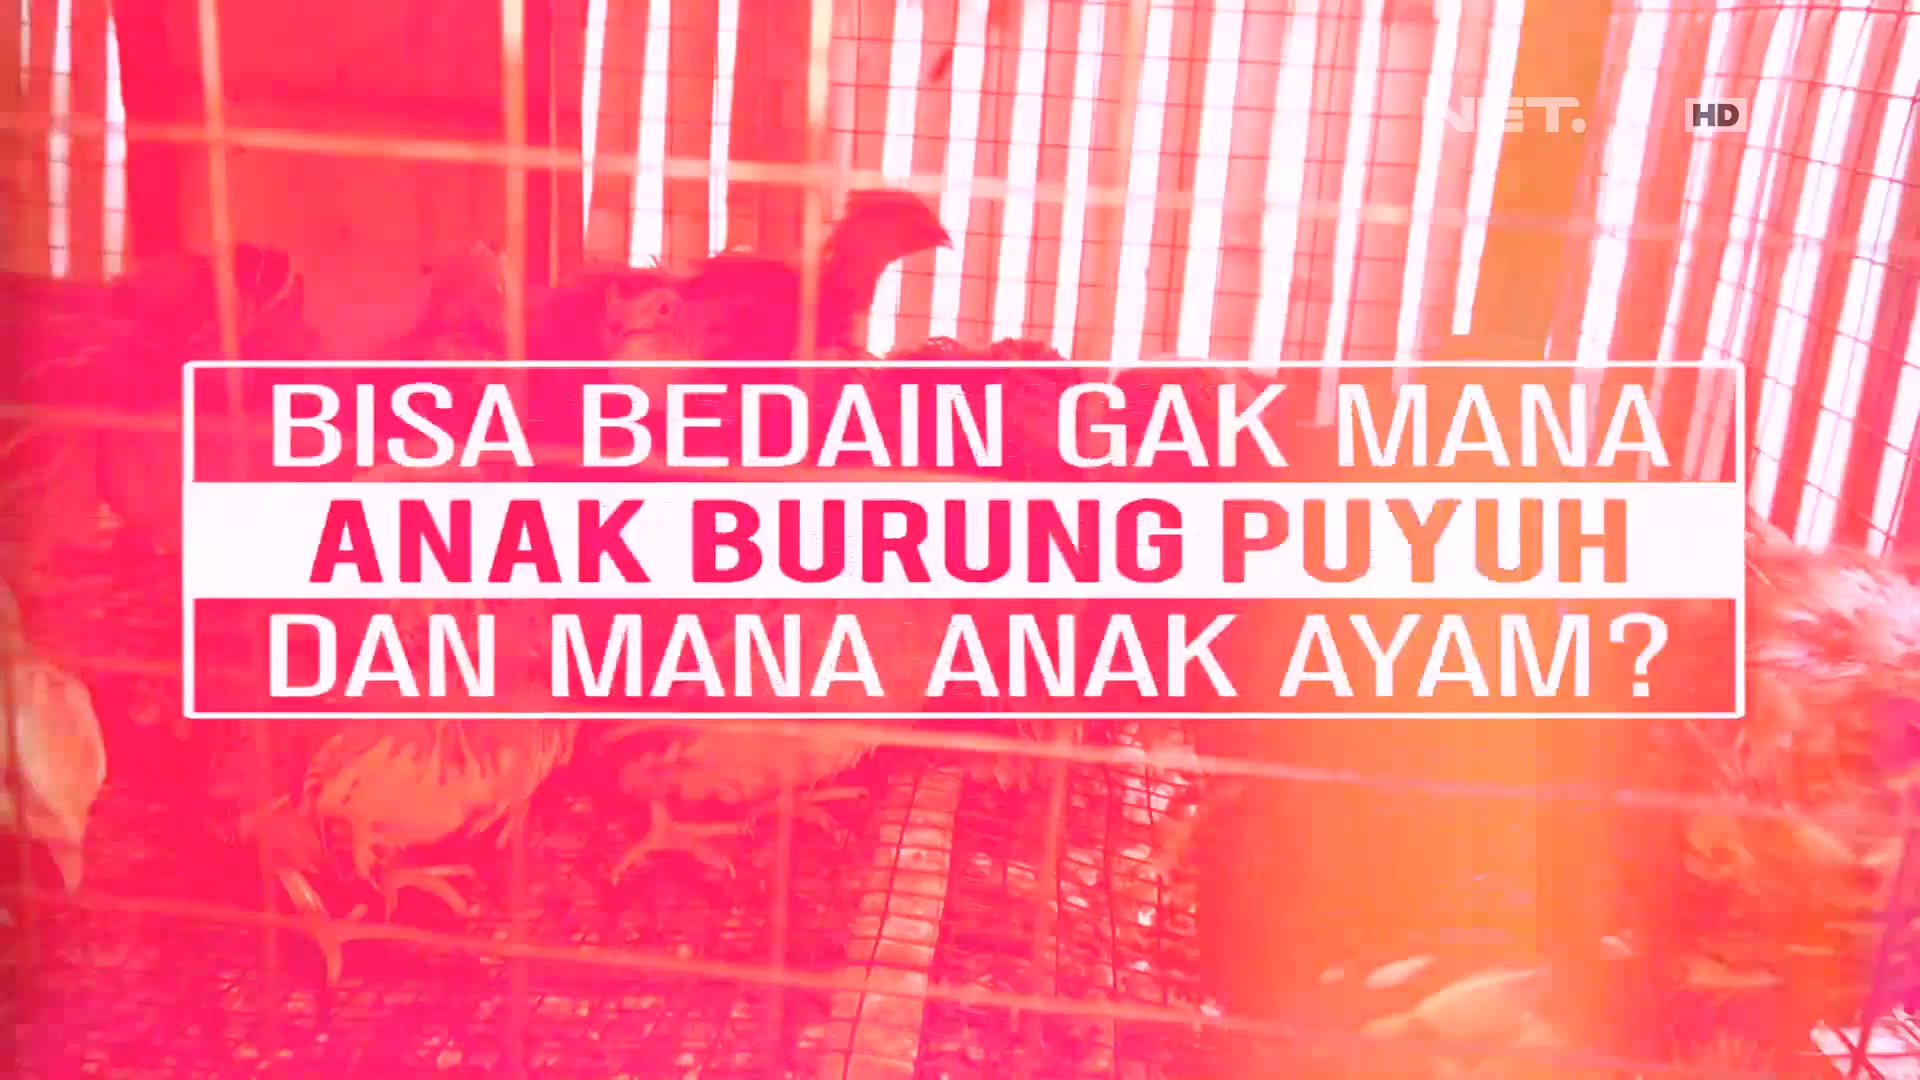 NET. HD
BISA BEDAIN GAK MANA
ANAK BURUNG PUYUH
DAN MANA ANAK AYAM?